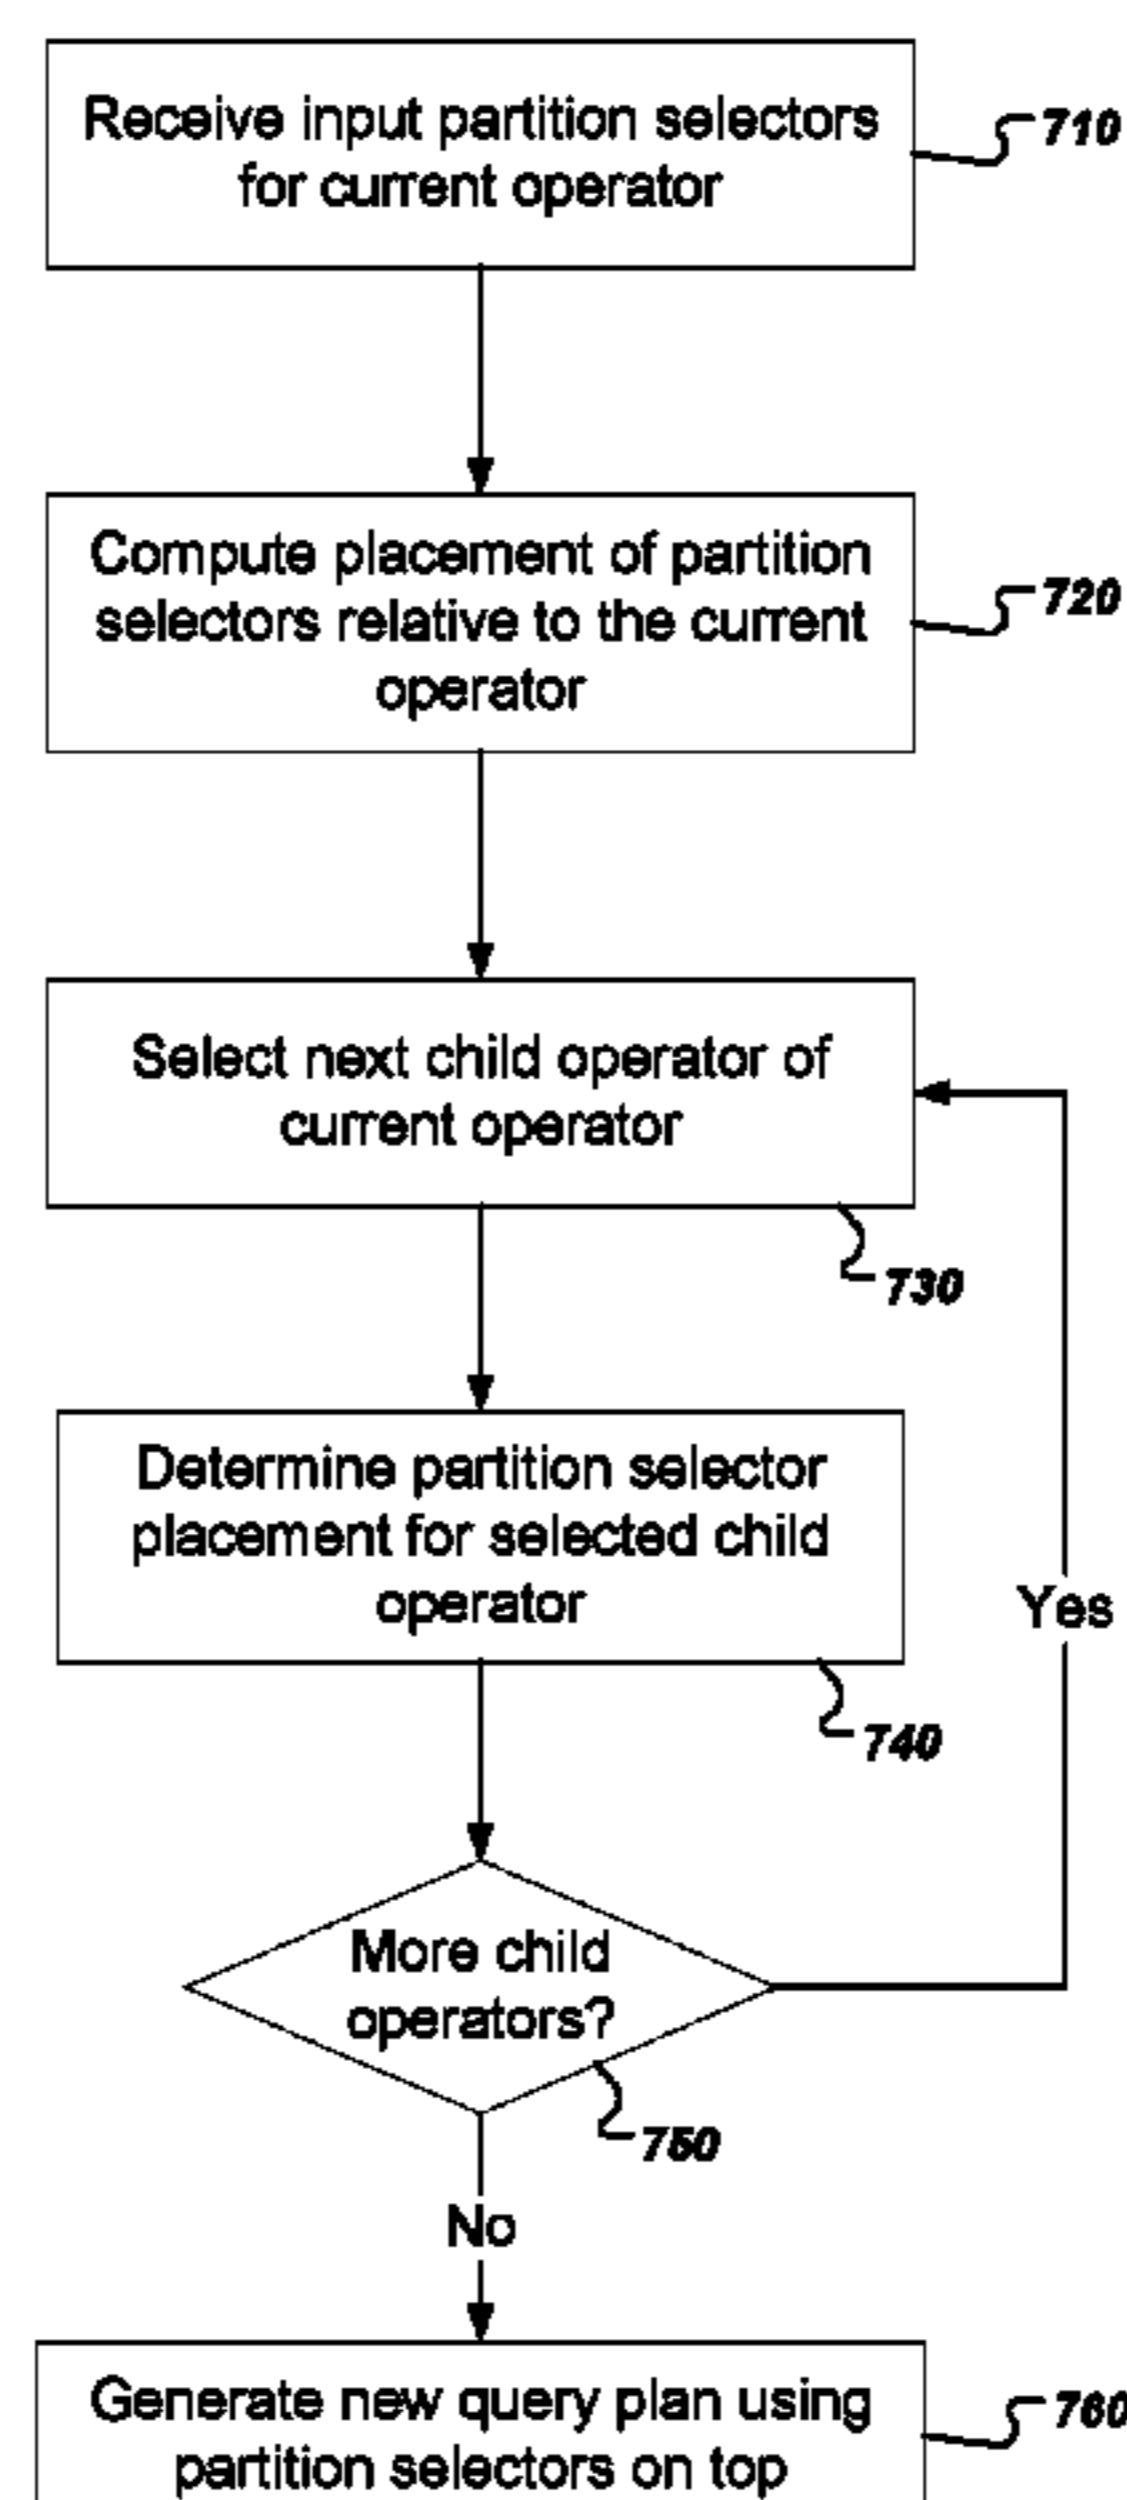 Receive input partition selectors
for current operator
710
Compute placement of partition
selectors relative to the current
operator
720
Select next child operator of
current operator
730
Determine partition selector
placement for selected child
operator
Yes
740
More child
operators?
750
No
Generate new query plan using
partition selectors on top
760